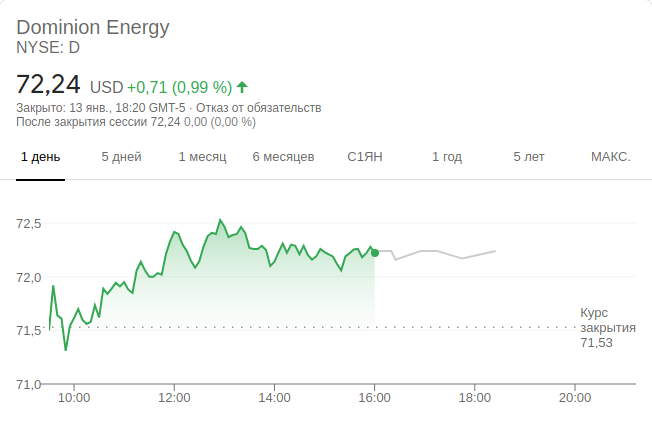 Dominion Energy
NYSE: D
72,24 USD +0,71 (0,99 %)
Закрыто: 13 янв., 18:20 GMT-5 · Отказ от обязательств
После закрытия сессии 72,24 0,00 (0,00 %)
1 день 5 дней 1 месяц 6 месяцев С1ЯН 1 год 5 лет МАКС.
72,5
72,0
Курс
71,5 закрытия
71,53
71,0
10:00 12:00 14:00 16:00 18:00 20:00